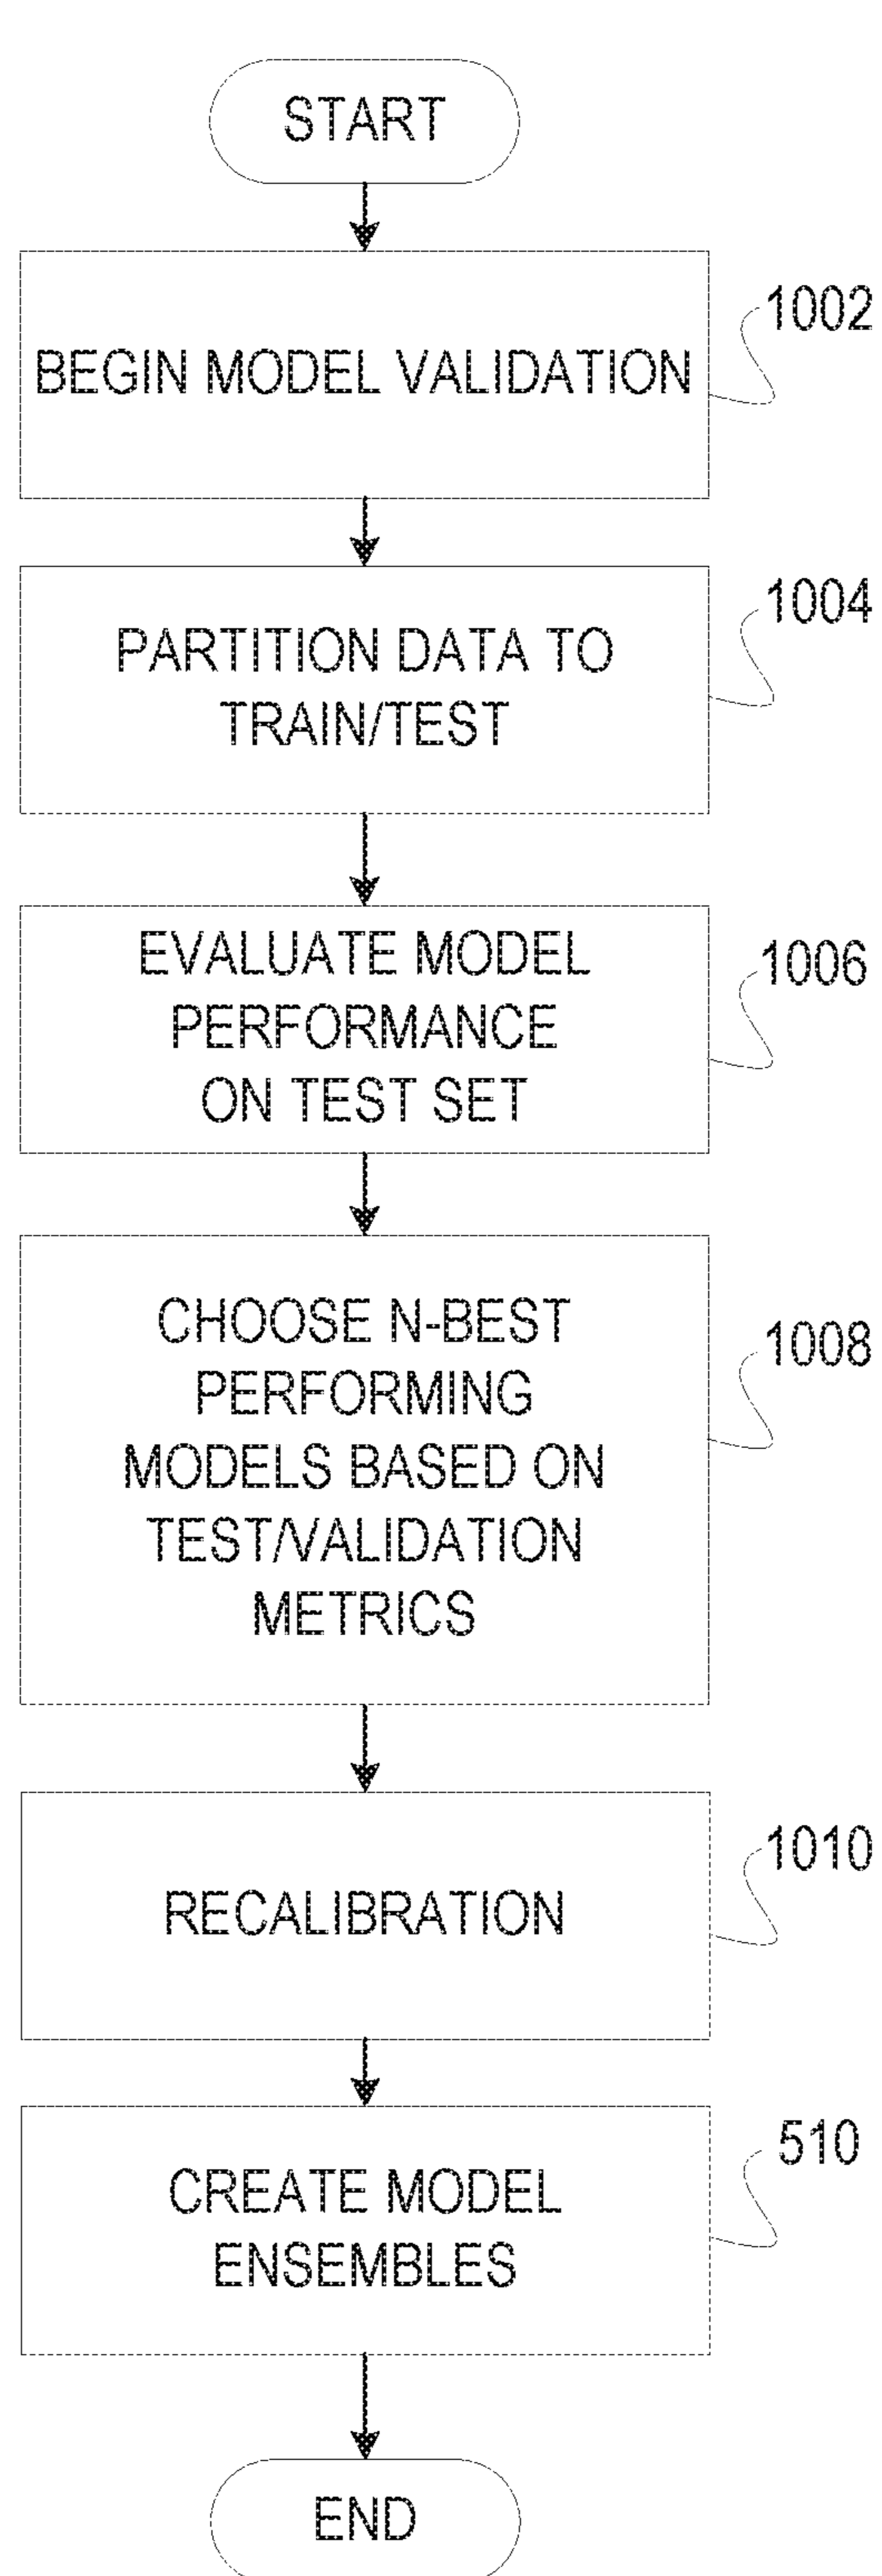 START
BEGIN MODEL VALIDATION
1002
PARTITION DATA TO
TRAIN/TEST
1004
EVALUATE MODEL
PERFORMANCE
ON TEST SET
1006
CHOOSE N-BEST
PERFORMING
MODELS BASED ON
TEST/VALIDATION
METRICS
1008
RECALIBRATION
1010
CREATE MODEL
ENSEMBLES
510
END